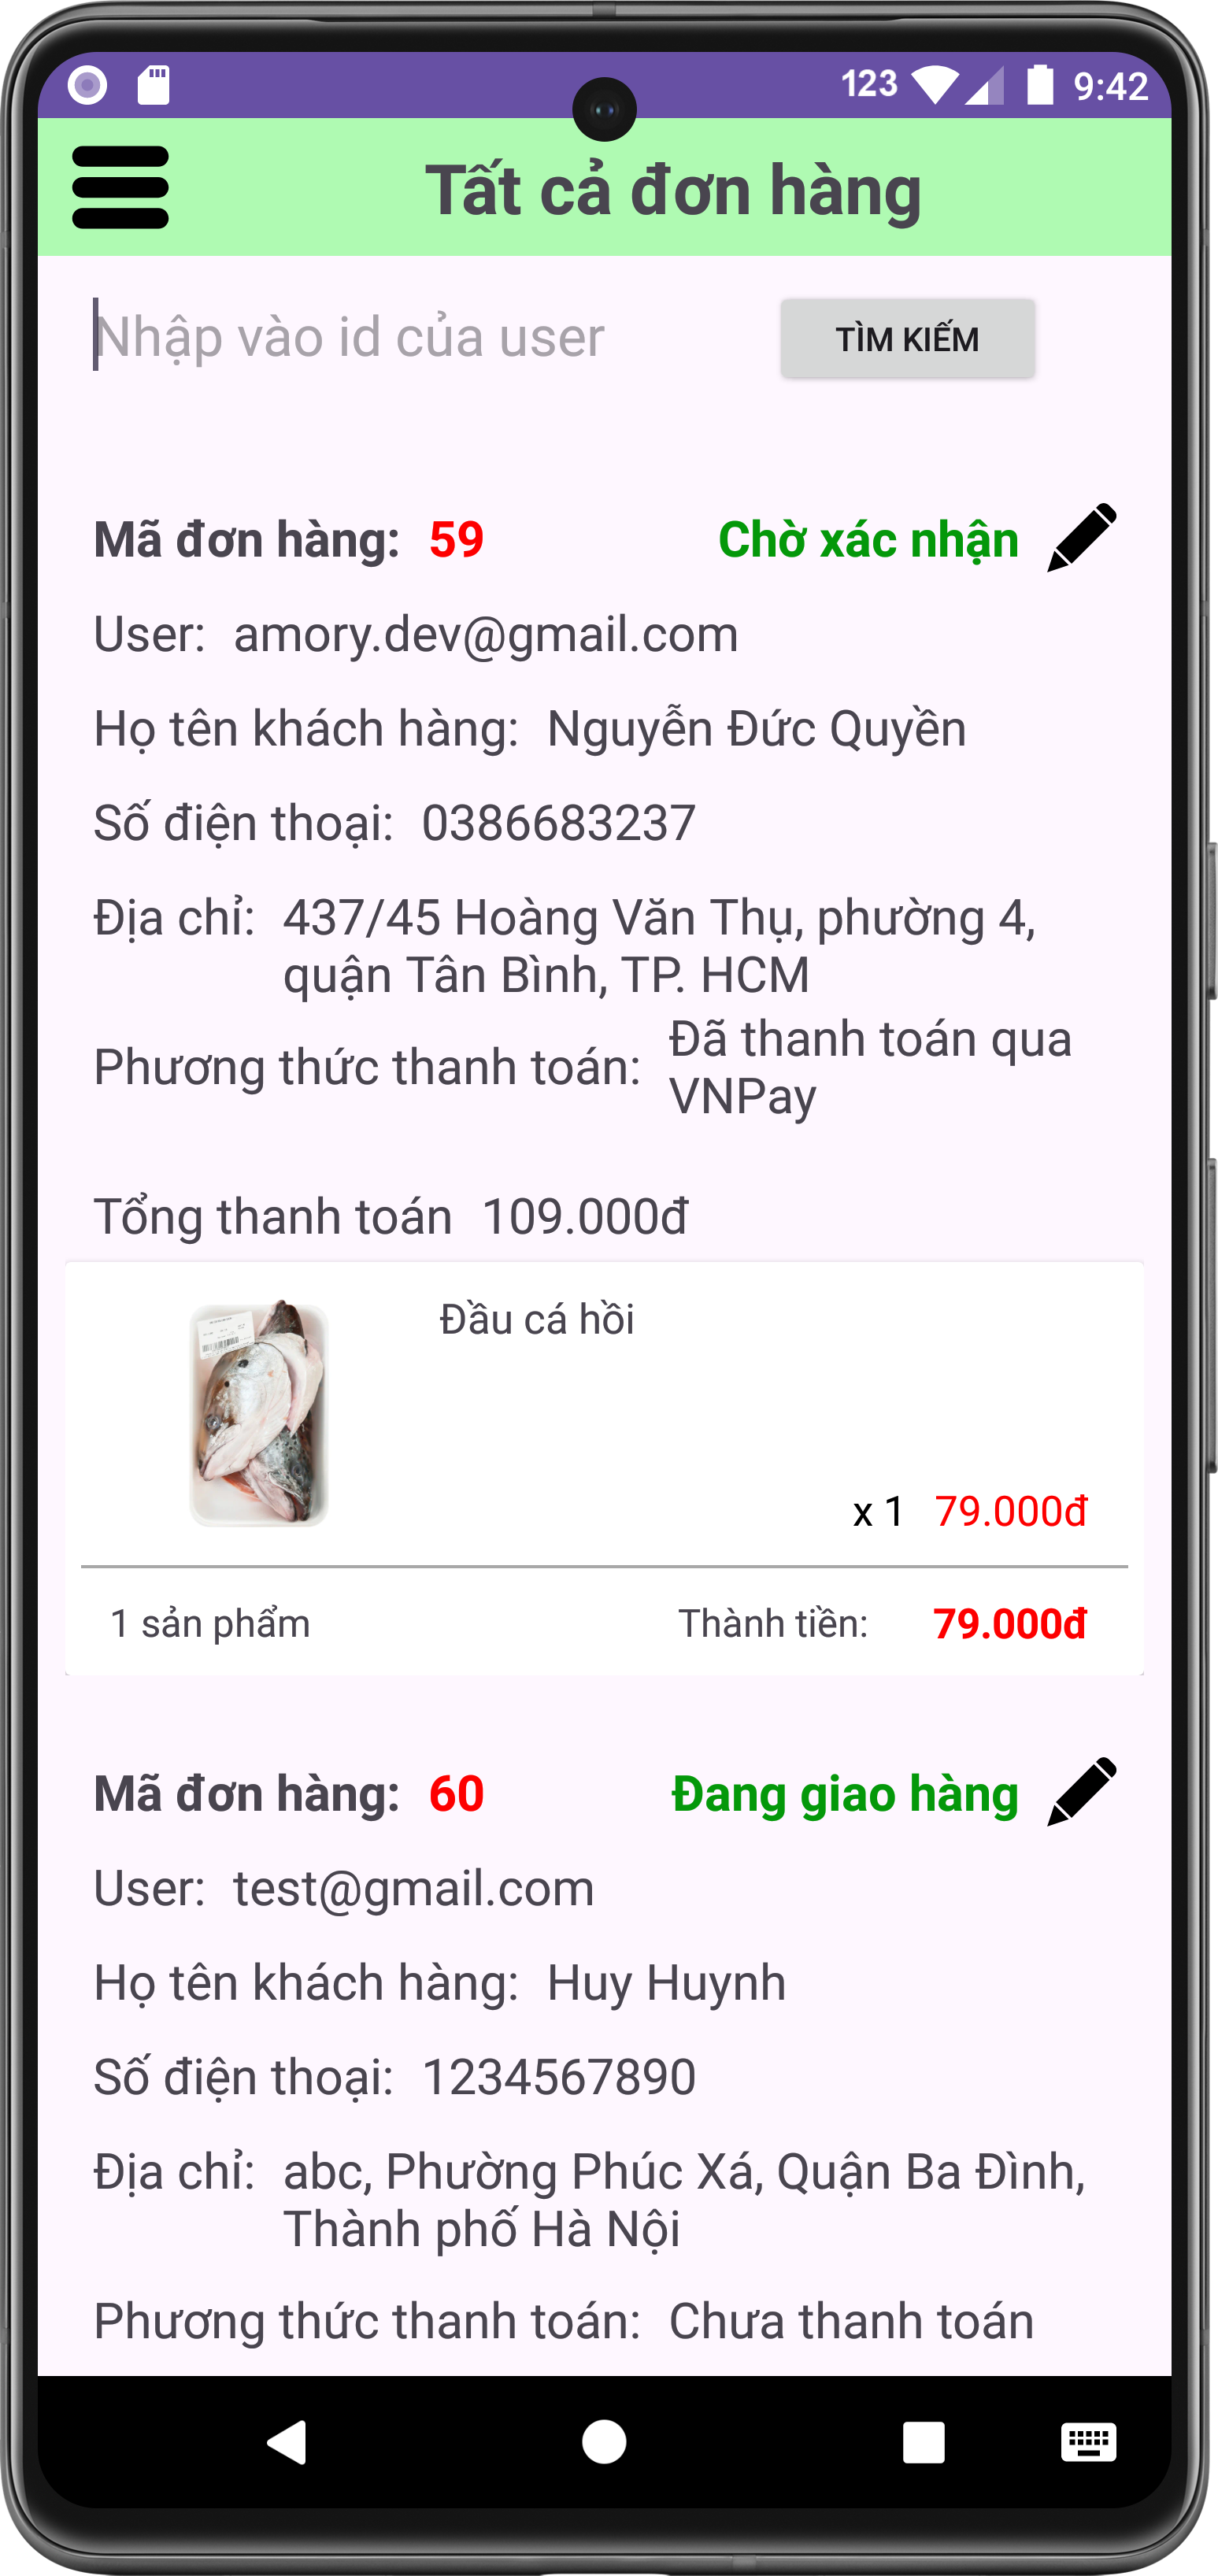 123 9:42
Tất cả đơn hàng
Nhập vào id của user
TÌM KIẾM
Mã đơn hàng: 59 Chờ xác nhận
User: amory.dev@gmail.com
Họ tên khách hàng: Nguyễn Đức Quyền
Số điện thoại: 0386683237
Địa chỉ: 437/45 Hoàng Văn Thụ, phường 4,
quận Tân Bình, TP. HCM
Phương thức thanh toán: Đã thanh toán qua
VNPay
Tổng thanh toán 109.000đ
Đầu cá hồi
x 1 79.000đ
1 sản phẩm Thành tiền: 79.000đ
Mã đơn hàng: 60 Đang giao hàng
User: test@gmail.com
Họ tên khách hàng: Huy Huynh
Số điện thoại: 1234567890
Địa chỉ: abc, Phường Phúc Xá, Quận Ba Đình,
Thành phố Hà Nội
Phương thức thanh toán: Chưa thanh toán